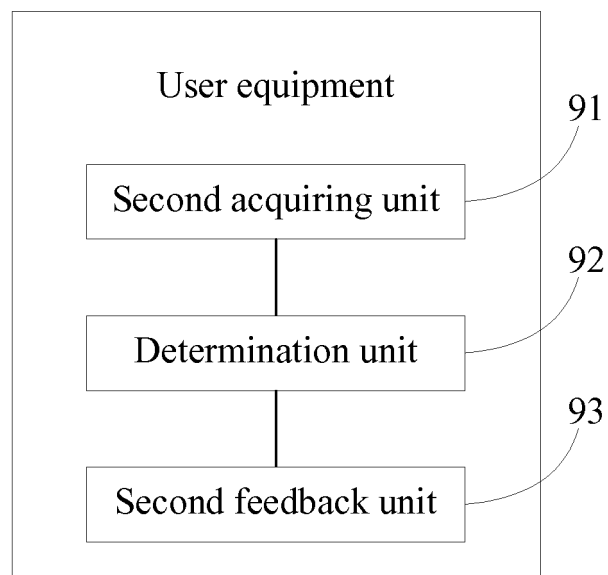 User equipment
91
Second acquiring unit
92
Determination unit
93
Second feedback unit